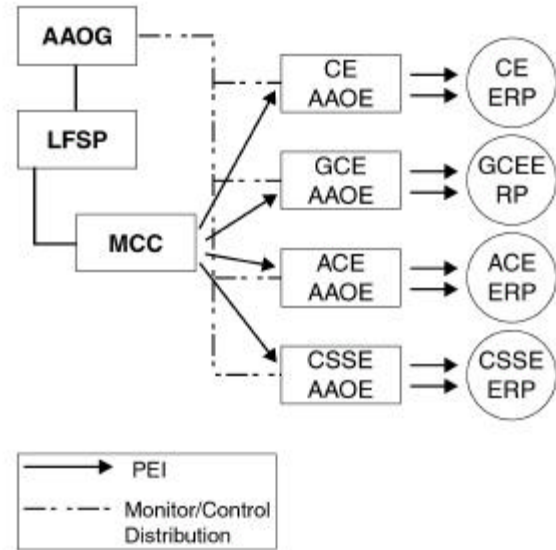 AAOG
LFSP
MCC
CE
AAOE
CE
ERP
GCE
AAOE
GCEE
RP
ACE
AAOE
ACE
ERP
CSSE
AAOE
CSSE
ERP
PEI
Monitor/Control
Distribution